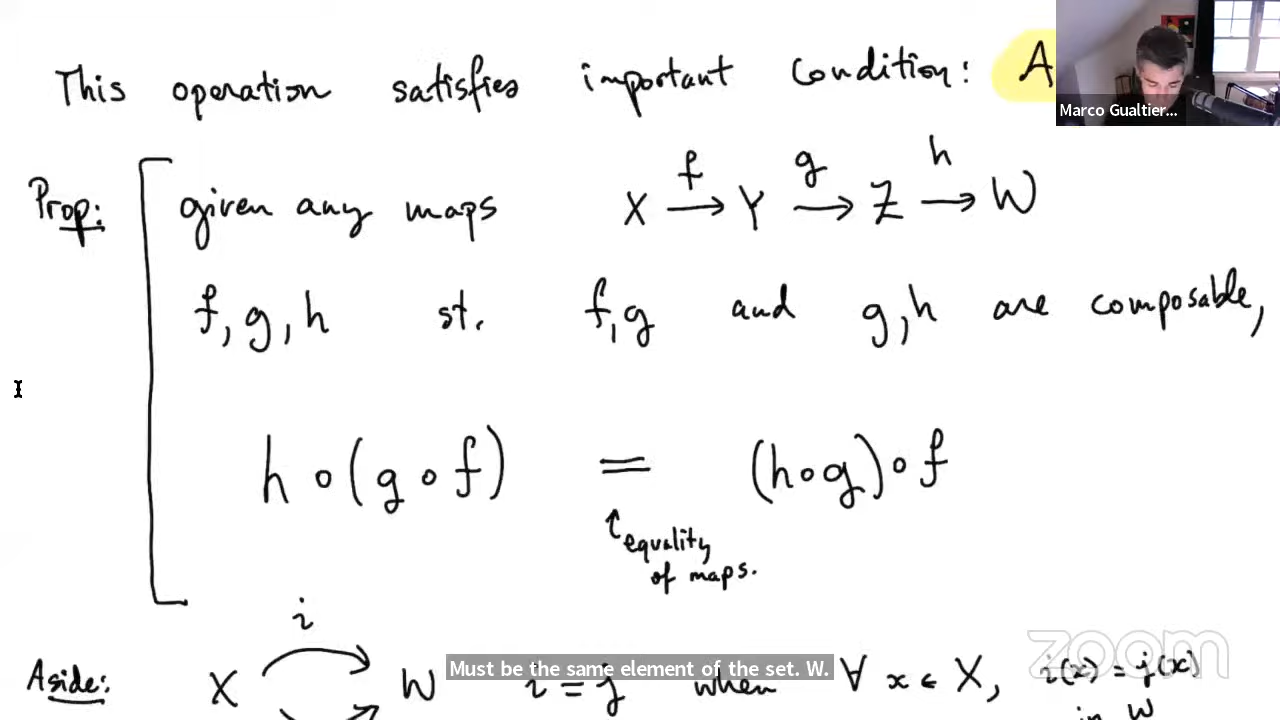 This operation satisfies important condition: A
Marco Gualtier...
Prop: given any maps X f→ Y g→ Z h→ W
f, g, h st. f, g and g, h are composable,
h ∘ (g ∘ f) = (h∘g) ∘ f
↑ equality
of maps.
i
Aside: X W i = j when ∀ x ∈ X, i(x) = j(x)
in W
Must be the same element of the set. W.
zoom